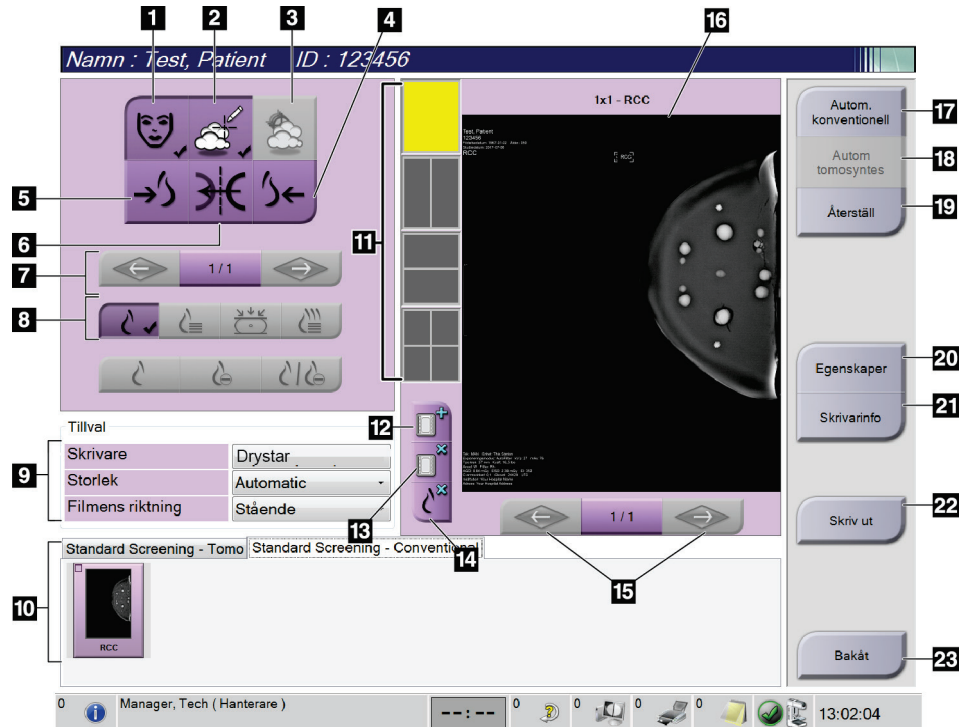 1
2
3
4
16
Namn : Test, Patient ID : 123456
1x1 - RCC
Test, Patient
123456
RCC
RCC
5
6
7
1/1
8
11
Tillval
Skrivare
Drystar
Storlek
Automatic
Filmens riktning
Stående
9
12
13
14
1/1
15
Autom. konventionell
17
Autom tomosyntes
18
Återställ
19
Egenskaper
20
Skrivarinfo
21
Skriv ut
22
Bakåt
23
Standard Screening - Tomo
Standard Screening - Conventional
10
RCC
0
Manager, Tech ( Hanterare )
--:--
0
0
0
0
13:02:04